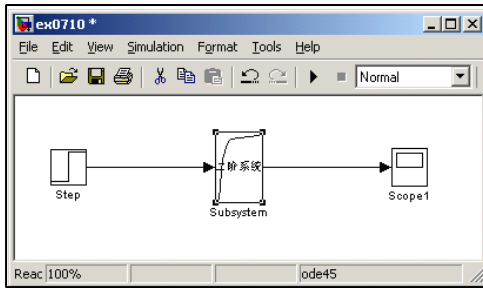 ex0710 *
File Edit View Simulation Format Tools Help
Normal
阶系统
Step
Subsystem
Scope1
Reac 100%
ode45